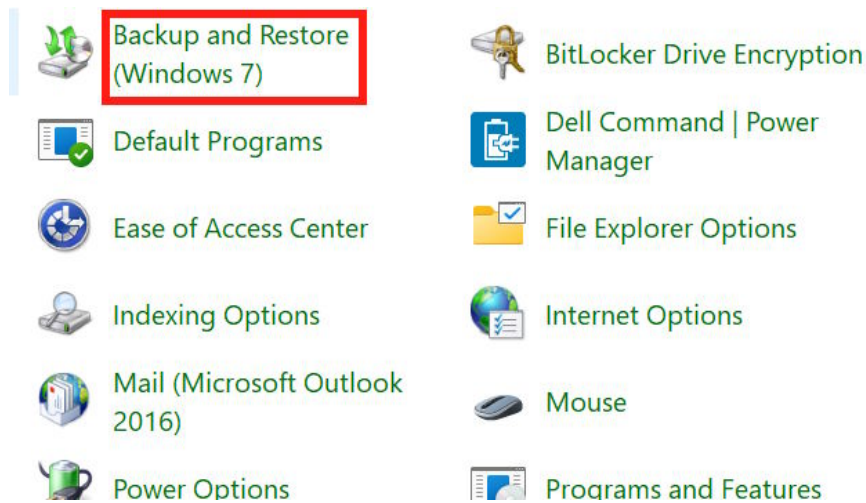 Backup and Restore
(Windows 7)
BitLocker Drive Encryption
Default Programs
Dell Command | Power
Manager
Ease of Access Center
File Explorer Options
Indexing Options
Internet Options
Mail (Microsoft Outlook
2016)
Mouse
Power Options
Programs and Features